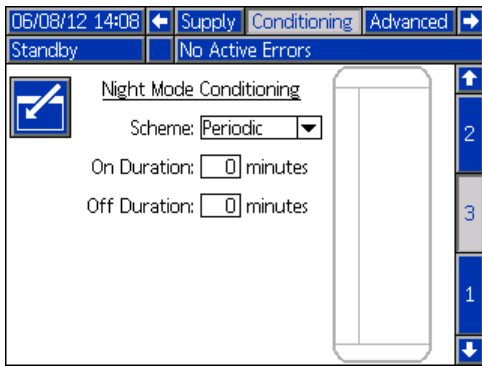 06/08/12 14:08 Supply Conditioning Advanced
Standby No Active Errors
Night Mode Conditioning
Scheme: Periodic
2
On Duration: 0 minutes
Off Duration: 0 minutes
3
1